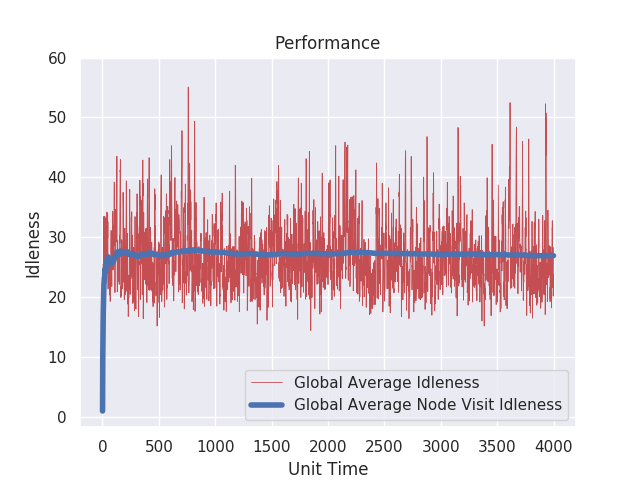 Performance
60
50
40
30
20
10
0
Idleness
Global Average Idleness
Global Average Node Visit Idleness
0 500 1000 1500 2000 2500 3000 3500 4000
Unit Time